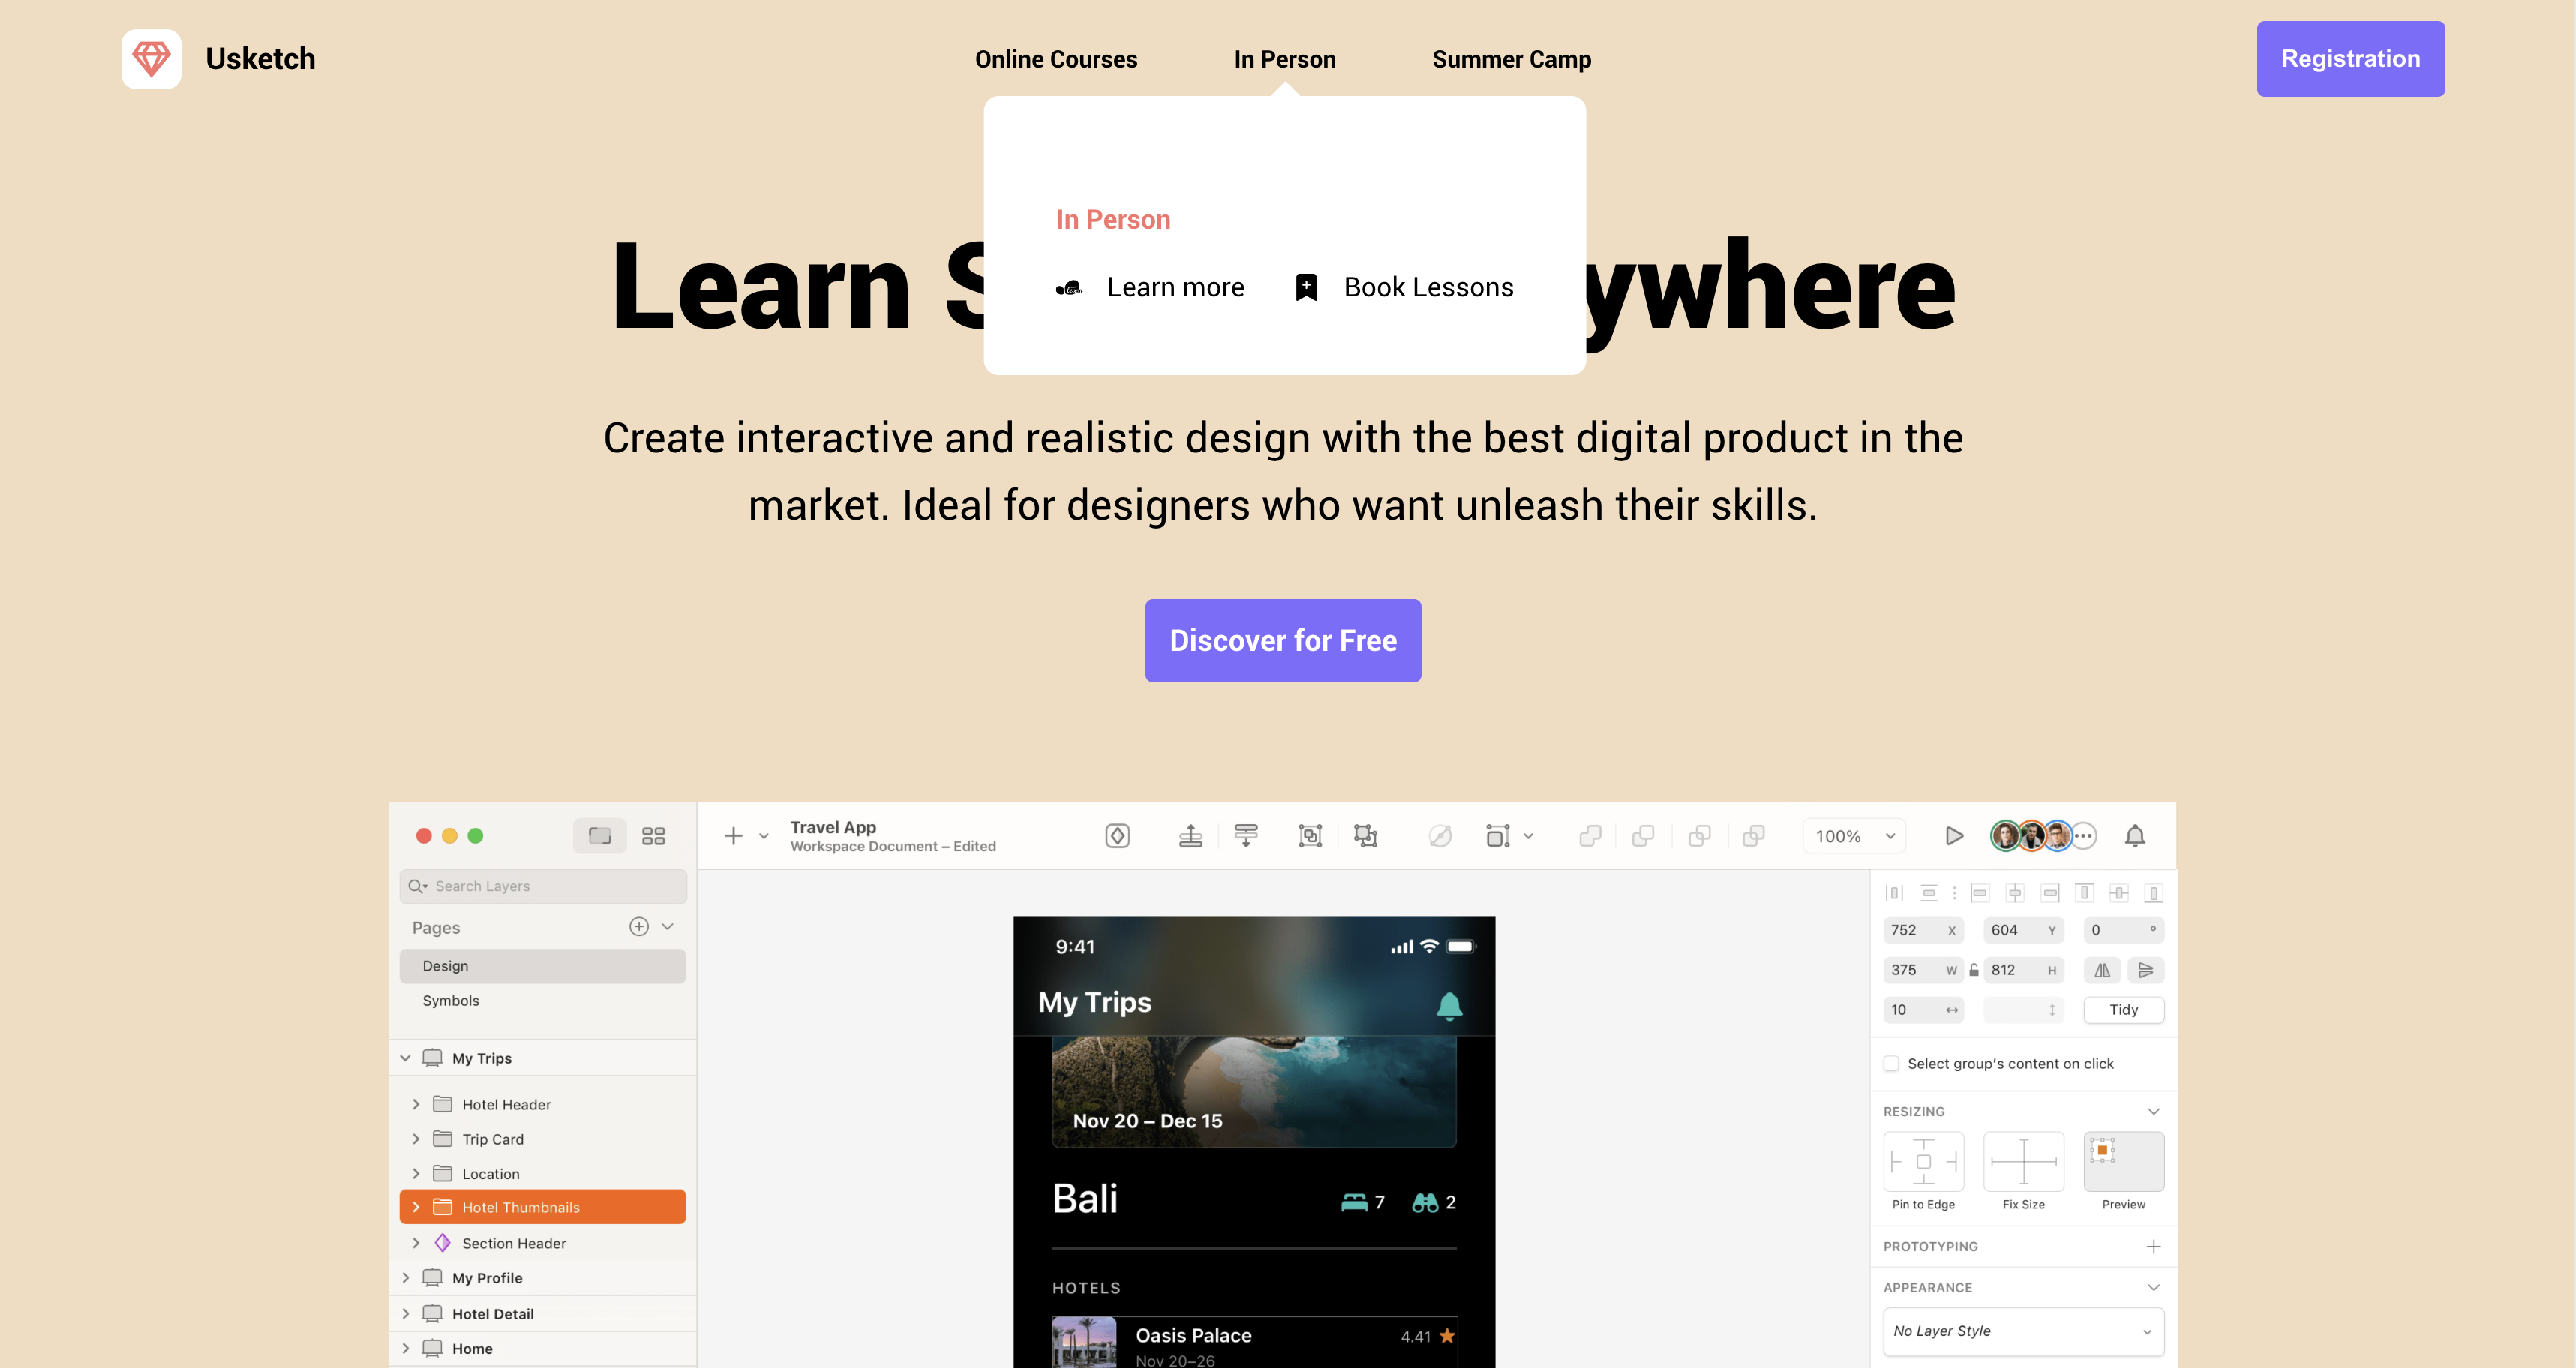 Usketch
Online Courses
In Person
Summer Camp
Registration
In Person
Learn more
Book Lessons
Learn S ywhere
Create interactive and realistic design with the best digital product in the
market. Ideal for designers who want unleash their skills.
Discover for Free
Travel App
Workspace Document – Edited
100%
Search Layers
Pages
Design
Symbols
My Trips
Hotel Header
Trip Card
Location
Hotel Thumbnails
Section Header
My Profile
Hotel Detail
Home
9:41
My Trips
Nov 20 – Dec 15
Bali
7
2
HOTELS
Oasis Palace
4.41
Nov 20–26
752 X
604 Y
0 °
375 W
812 H
10
Tidy
Select group's content on click
RESIZING
Pin to Edge
Fix Size
Preview
PROTOTYPING
APPEARANCE
No Layer Style